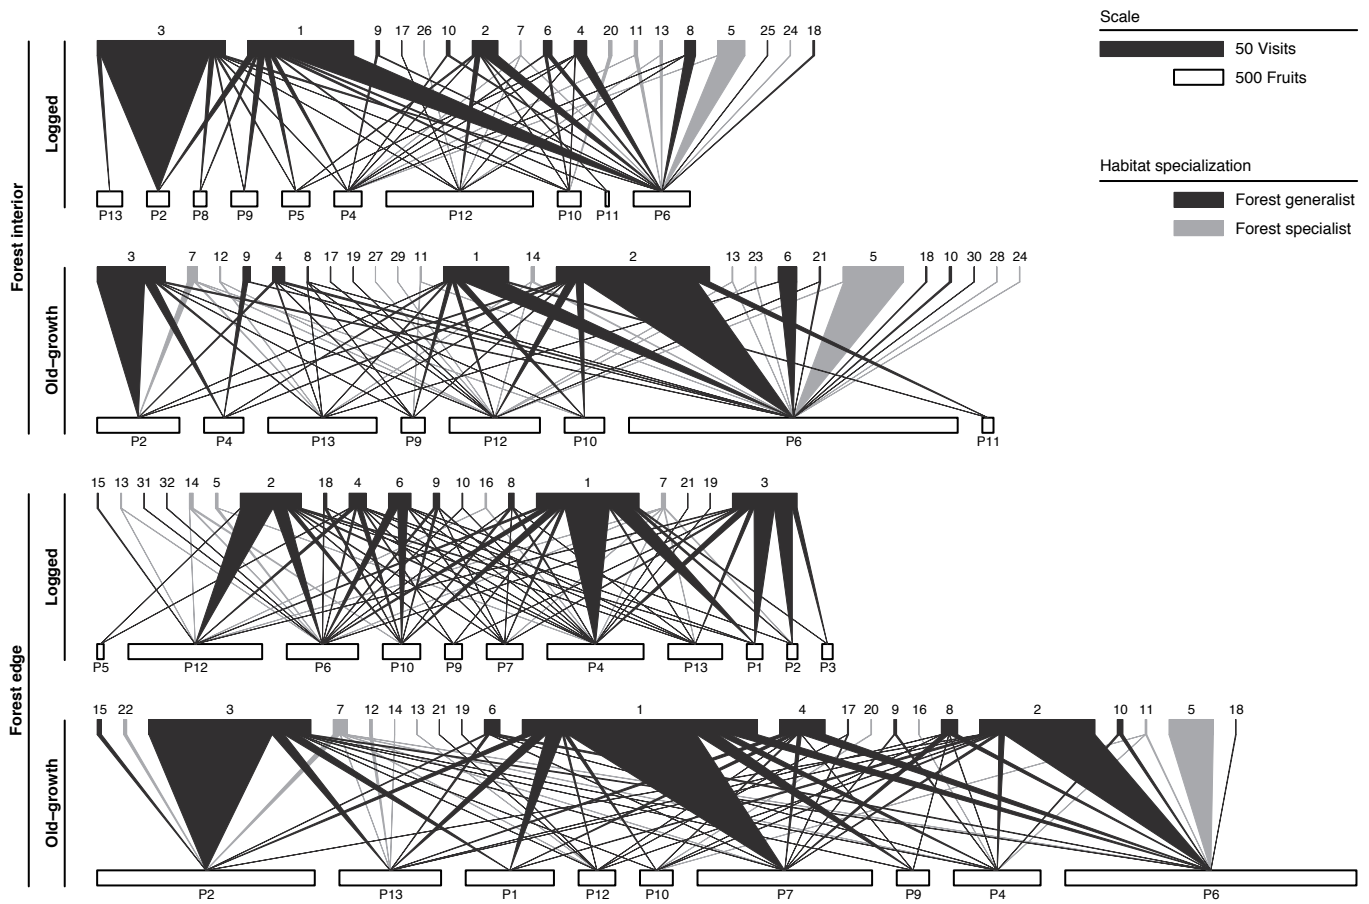 3 1 9 17 26 10 2 7 6 4 20 11 13 8 5 25 24 18
P13 P2 P8 P9 P5 P4 P12 P10 P11 P6
Logged
3 7 12 9 4 8 17 19 27 29 11 1 14 2 13 23 6 21 5 18 10 30 28 24
P2 P4 P13 P9 P12 P10 P6 P11
Old–growth
Forest interior
15 13 31 32 14 5 2 18 4 6 9 10 16 8 1 7 21 19 3
P5 P12 P6 P10 P9 P7 P4 P13 P1 P2 P3
Logged
15 22 3 7 12 14 13 21 19 6 1 4 17 20 9 16 8 2 10 11 5 18
P2 P13 P1 P12 P10 P7 P9 P4 P6
Old–growth
Forest edge
Scale
50 Visits
500 Fruits
Habitat specialization
Forest generalist
Forest specialist